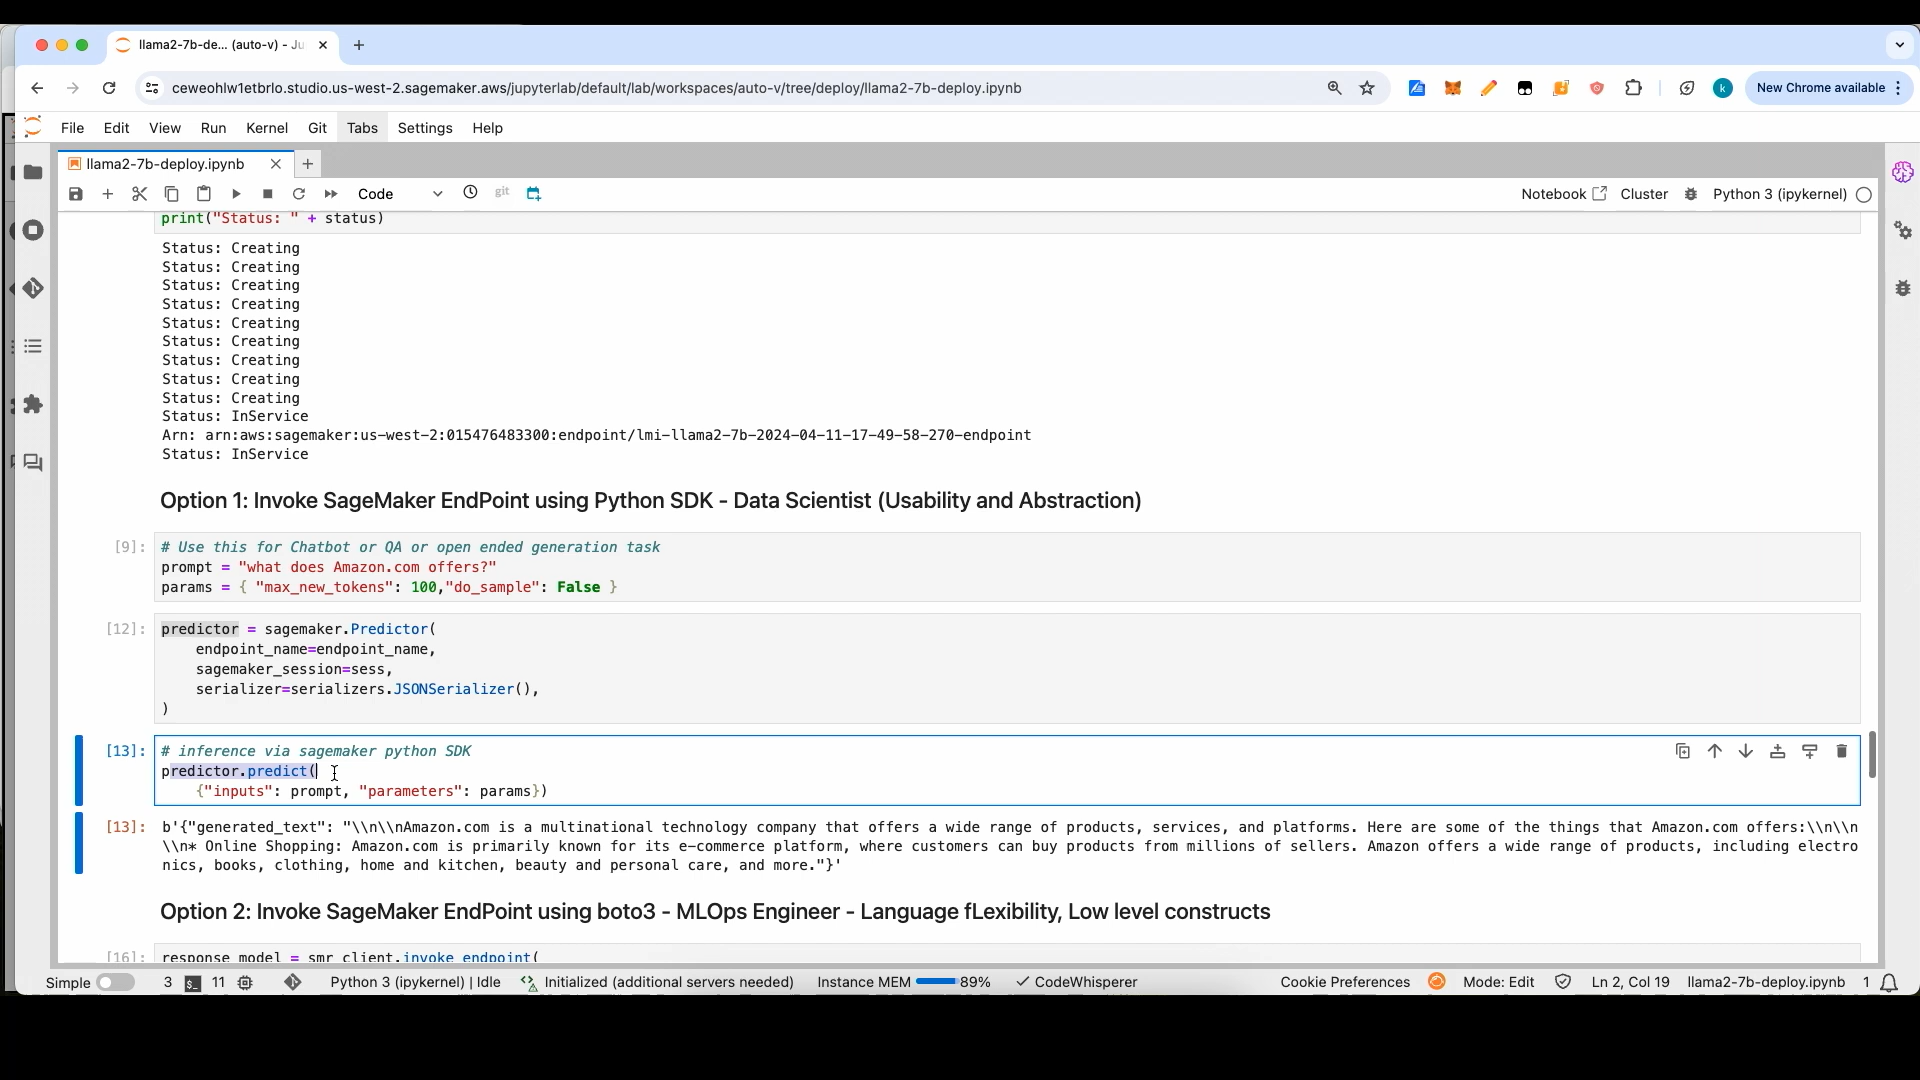 llama2-7b-de... (auto-v) - Ju
ceweohlw1etbrlo.studio.us-west-2.sagemaker.aws/jupyterlab/default/lab/workspaces/auto-v/tree/deploy/llama2-7b-deploy.ipynb
k
New Chrome available
File Edit View Run Kernel Git Tabs Settings Help
llama2-7b-deploy.ipynb
Code git Notebook Cluster Python 3 (ipykernel)
print("Status: " + status)
Status: Creating
Status: Creating
Status: Creating
Status: Creating
Status: Creating
Status: Creating
Status: Creating
Status: Creating
Status: Creating
Status: InService
Arn: arn:aws:sagemaker:us-west-2:015476483300:endpoint/lmi-llama2-7b-2024-04-11-17-49-58-270-endpoint
Status: InService
Option 1: Invoke SageMaker EndPoint using Python SDK - Data Scientist (Usability and Abstraction)
[9]: # Use this for Chatbot or QA or open ended generation task
prompt = "what does Amazon.com offers?"
params = { "max_new_tokens": 100,"do_sample": False }
[12]: predictor = sagemaker.Predictor(
endpoint_name=endpoint_name,
sagemaker_session=sess,
serializer=serializers.JSONSerializer(),
)
[13]: # inference via sagemaker python SDK
predictor.predict(
{"inputs": prompt, "parameters": params})
[13]: b'{"generated_text": "\\n\\nAmazon.com is a multinational technology company that offers a wide range of products, services, and platforms. Here are some of the things that Amazon.com offers:\\n\\n
\\n* Online Shopping: Amazon.com is primarily known for its e-commerce platform, where customers can buy products from millions of sellers. Amazon offers a wide range of products, including electro
nics, books, clothing, home and kitchen, beauty and personal care, and more."}'
Option 2: Invoke SageMaker EndPoint using boto3 - MLOps Engineer - Language fLexibility, Low level constructs
[16]: response_model = smr_client.invoke_endpoint(
Simple 3 11 Python 3 (ipykernel) | Idle Initialized (additional servers needed) Instance MEM 89% CodeWhisperer Cookie Preferences Mode: Edit Ln 2, Col 19 llama2-7b-deploy.ipynb 1